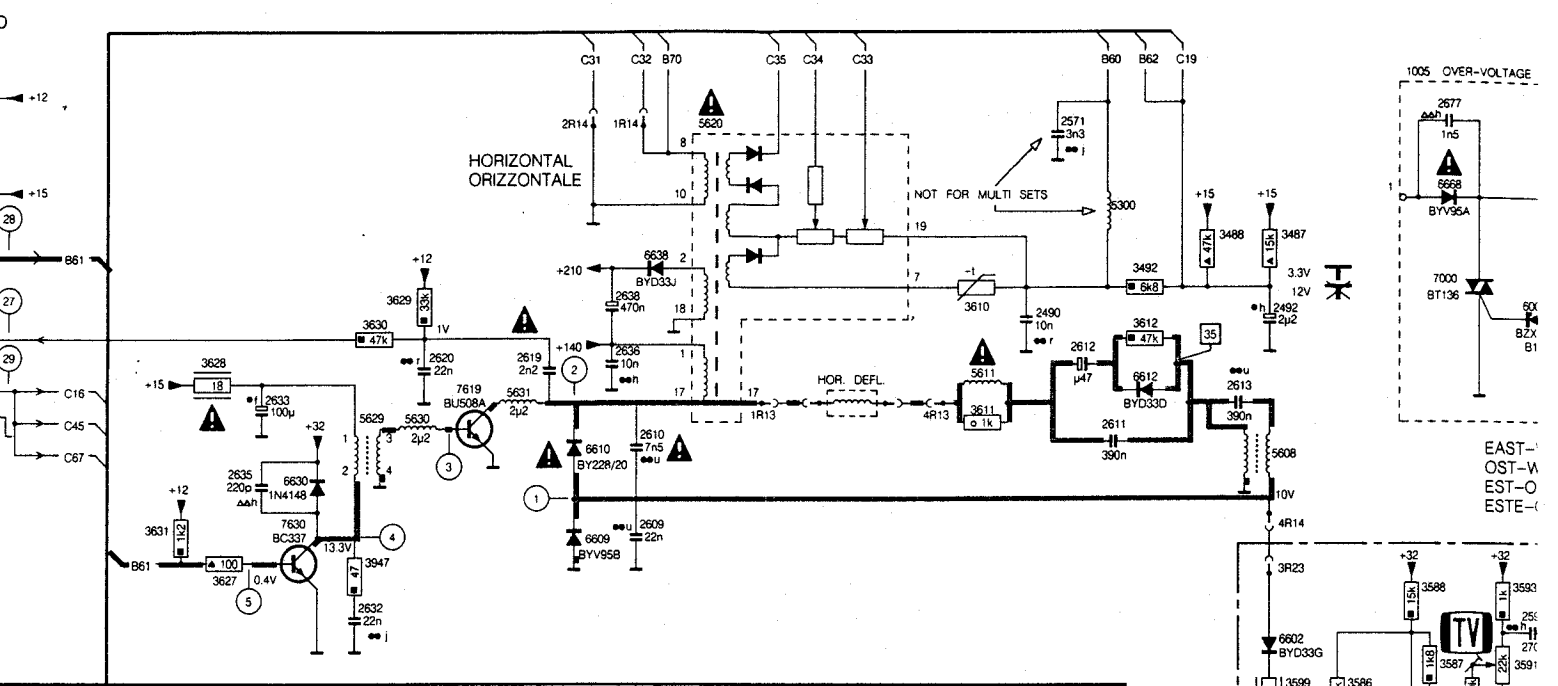 C31
C32
B70
C35
C34
C33
B60
B62
C19
1005 OVER-VOLTAGE
+12
2677
1n5
2R14
1R14
5620
2571
3n3
j
8
HORIZONTAL
ORIZZONTALE
10
NOT FOR MULTI SETS
5300
1
6668
BYV95A
+15
28
+15
+15
19
47k
3488
15k
3487
B61
+12
+210
6638
BYD33J
2
7
-t
3610
3492
6k8
3.3V
12V
7000
BT136
27
3629
33k
2638
470n
18
2490
10n
r
h
2492
2µ2
BZX
3630
47k
1V
3612
47k
35
29
+140
1
2636
10n
h
3628
18
+15
r
2620
22n
2619
2n2
2
5611
2612
µ47
C16
2633
100µ
7619
BU508A
5631
2µ2
17
17
HOR. DEFL.
6612
BYD33D
u
2613
390n
1R13
4R13
3611
1k
C45
+32
5629
5630
2µ2
1
3
2
4
3
6610
BY228/20
2610
7n5
u
2611
390n
C67
5608
EAST-
OST-W
EST-O
ESTE-
2635
220p
h
6630
1N4148
+12
1
10V
3631
1k2
7630
BC337
13.3V
4
u
2609
22n
6609
BYV95B
4R14
B61
100
3627
0.4V
5
3947
47
3R23
+32
+32
2632
22n
j
15k
3588
1k
3593
h
6602
BYD33G
TV
1k8
3587
22k
3591
3599
3586